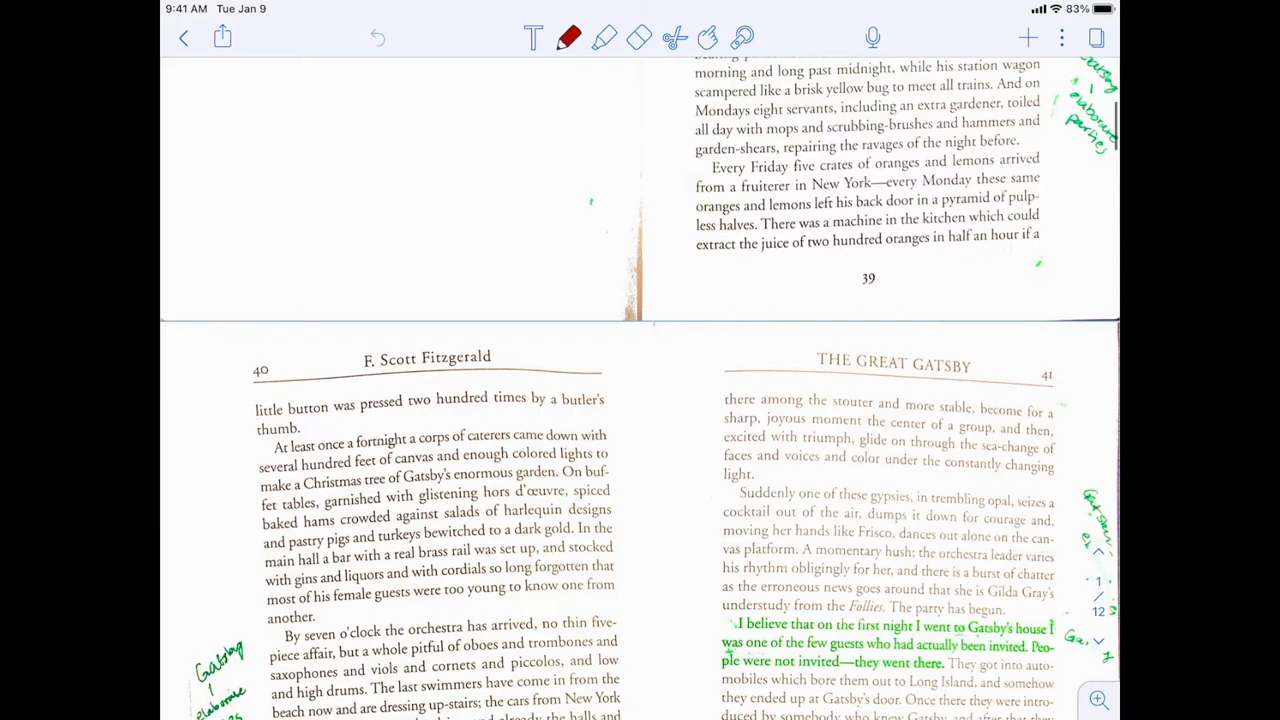 9:41 AM Tue Jan 9
83%
T
morning and long past midnight, while his station wagon
scampered like a brisk yellow bug to meet all trains. And on
Mondays eight servants, including an extra gardener, toiled
all day with mops and scrubbing-brushes and hammers and
garden-shears, repairing the ravages of the night before.
Every Friday five crates of oranges and lemons arrived
from a fruiterer in New York—every Monday these same
oranges and lemons left his back door in a pyramid of pulp-
less halves. There was a machine in the kitchen which could
extract the juice of two hundred oranges in half an hour if a
39
Gatsby
elaborate
parties
40
F. Scott Fitzgerald
little button was pressed two hundred times by a butler's
thumb.
At least once a fortnight a corps of caterers came down with
several hundred feet of canvas and enough colored lights to
make a Christmas tree of Gatsby's enormous garden. On buf-
fet tables, garnished with glistening hors d'œuvre, spiced
baked hams crowded against salads of harlequin designs
and pastry pigs and turkeys bewitched to a dark gold. In the
main hall a bar with a real brass rail was set up, and stocked
with gins and liquors and with cordials so long forgotten that
most of his female guests were too young to know one from
another.
By seven o'clock the orchestra has arrived, no thin five-
piece affair, but a whole pitful of oboes and trombones and
saxophones and viols and cornets and piccolos, and low
and high drums. The last swimmers have come in from the
beach now and are dressing up-stairs; the cars from New York
already the halls and
Gatsby
elaborate
THE GREAT GATSBY
41
there among the stouter and more stable, become for a
sharp, joyous moment the center of a group, and then,
excited with triumph, glide on through the sea-change of
faces and voices and color under the constantly changing
light.
Suddenly one of these gypsies, in trembling opal, seizes a
cocktail out of the air, dumps it down for courage and,
moving her hands like Frisco, dances out alone on the can-
vas platform. A momentary hush; the orchestra leader varies
his rhythm obligingly for her, and there is a burst of chatter
as the erroneous news goes around that she is Gilda Gray's
understudy from the Follies. The party has begun.
I believe that on the first night I went to Gatsby's house I
was one of the few guests who had actually been invited. Peo-
ple were not invited—they went there. They got into auto-
mobiles which bore them out to Long Island, and somehow
they ended up at Gatsby's door. Once there they were intro-
duced by somebody who knew Gatsby, and after that they
1
/
12